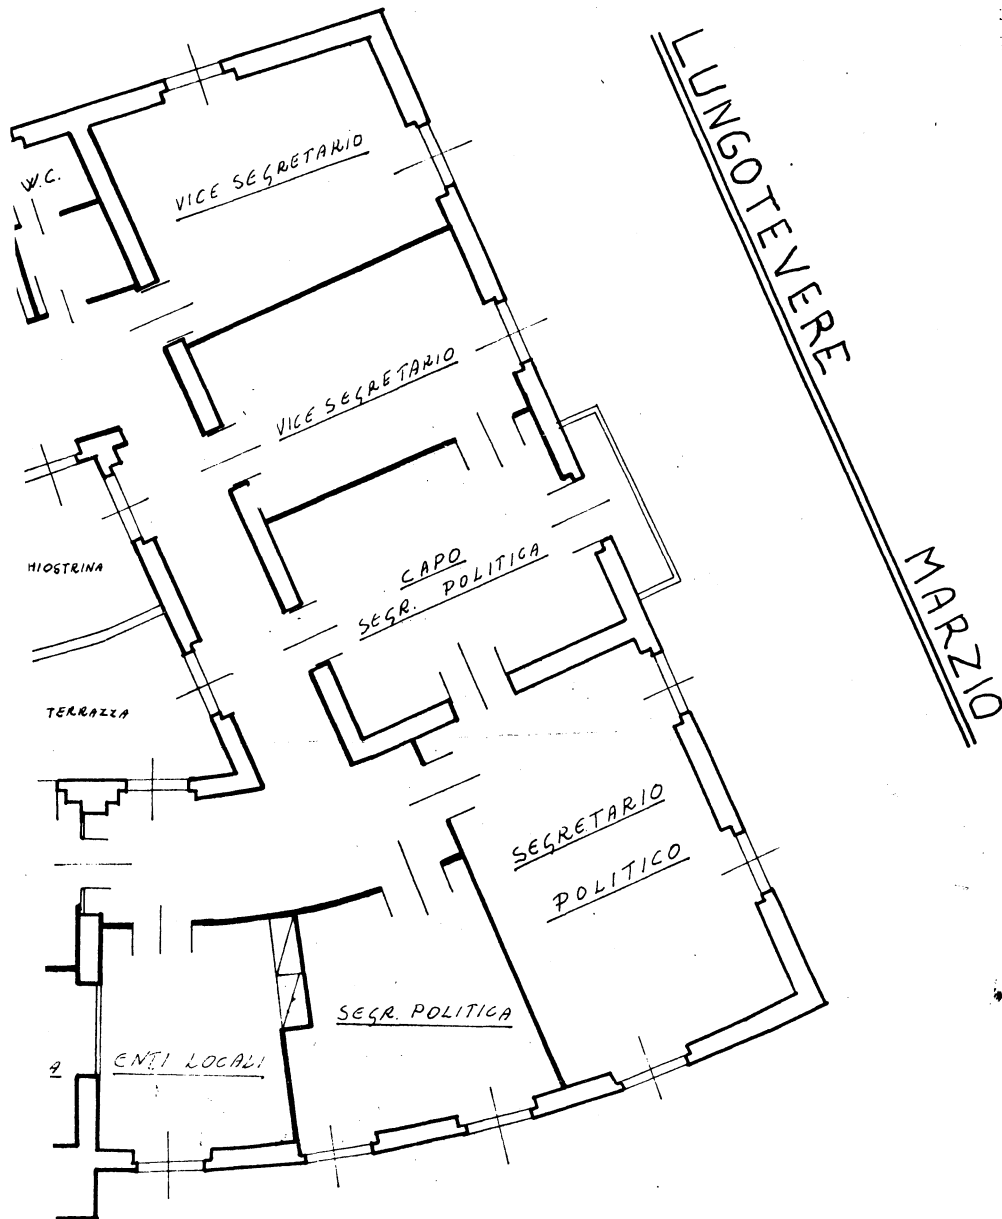 LUNGOTEVERE MARZIO
W.C.
VICE SEGRETARIO
VICE SEGRETARIO
CAPO
SEGR. POLITICA
HIOSTRINA
TERRAZZA
SEGRETARIO
POLITICO
SEGR. POLITICA
ENTI LOCALI
A